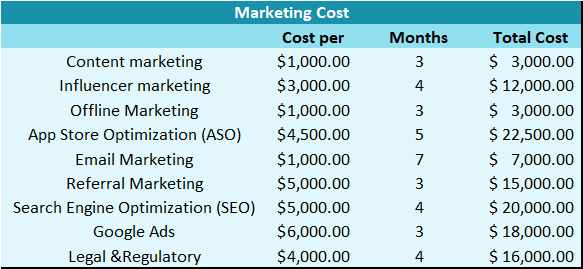 Marketing Cost
Cost per Months Total Cost
Content marketing $1,000.00 3 $ 3,000.00
Influencer marketing $3,000.00 4 $ 12,000.00
Offline Marketing $1,000.00 3 $ 3,000.00
App Store Optimization (ASO) $4,500.00 5 $ 22,500.00
Email Marketing $1,000.00 7 $ 7,000.00
Referral Marketing $5,000.00 3 $ 15,000.00
Search Engine Optimization (SEO) $5,000.00 4 $ 20,000.00
Google Ads $6,000.00 3 $ 18,000.00
Legal &Regulatory $4,000.00 4 $ 16,000.00